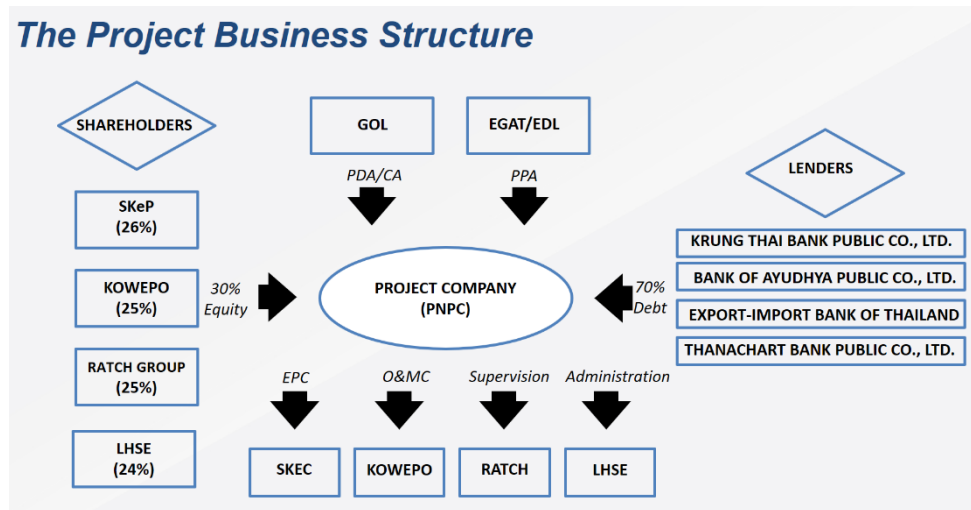 The Project Business Structure
SHAREHOLDERS
SKeP
(26%)
KOWEPO
(25%)
RATCH GROUP
(25%)
LHSE
(24%)
30%
Equity
GOL
EGAT/EDL
PDA/CA
PPA
PROJECT COMPANY
(PNPC)
EPC
O&MC
Supervision
Administration
SKEC
KOWEPO
RATCH
LHSE
70%
Debt
LENDERS
KRUNG THAI BANK PUBLIC CO., LTD.
BANK OF AYUDHYA PUBLIC CO., LTD.
EXPORT-IMPORT BANK OF THAILAND
THANACHART BANK PUBLIC CO., LTD.